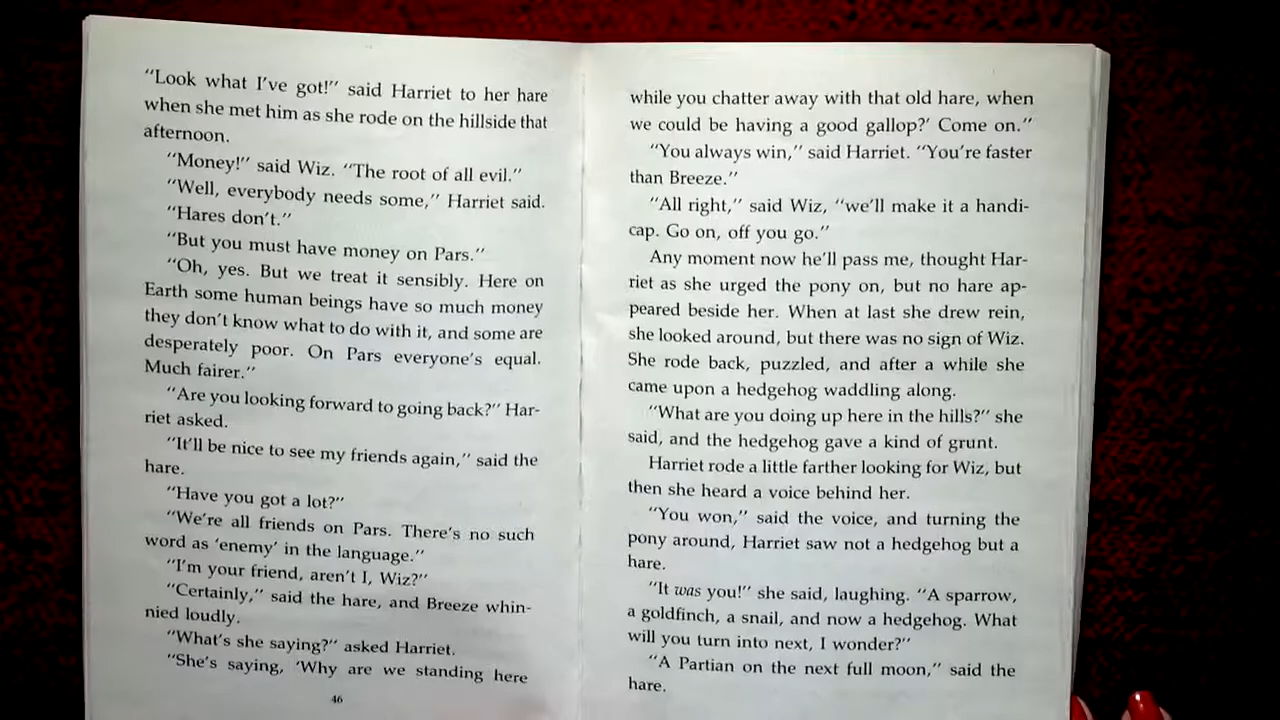 “Look what I’ve got!” said Harriet to her hare
when she met him as she rode on the hillside that
afternoon.
“Money!” said Wiz. “The root of all evil.”
“Well, everybody needs some,” Harriet said.
“Hares don’t.”
“But you must have money on Pars.”
“Oh, yes. But we treat it sensibly. Here on
Earth some human beings have so much money
they don’t know what to do with it, and some are
desperately poor. On Pars everyone’s equal.
Much fairer.”
“Are you looking forward to going back?” Har-
riet asked.
“It’ll be nice to see my friends again,” said the
hare.
“Have you got a lot?”
“We’re all friends on Pars. There’s no such
word as ‘enemy’ in the language.”
“I’m your friend, aren’t I, Wiz?”
“Certainly,” said the hare, and Breeze whin-
nied loudly.
“What’s she saying?” asked Harriet.
“She’s saying, ‘Why are we standing here
46
while you chatter away with that old hare, when
we could be having a good gallop?’ Come on.”
“You always win,” said Harriet. “You’re faster
than Breeze.”
“All right,” said Wiz, “we’ll make it a handi-
cap. Go on, off you go.”
Any moment now he’ll pass me, thought Har-
riet as she urged the pony on, but no hare ap-
peared beside her. When at last she drew rein,
she looked around, but there was no sign of Wiz.
She rode back, puzzled, and after a while she
came upon a hedgehog waddling along.
“What are you doing up here in the hills?” she
said, and the hedgehog gave a kind of grunt.
Harriet rode a little farther looking for Wiz, but
then she heard a voice behind her.
“You won,” said the voice, and turning the
pony around, Harriet saw not a hedgehog but a
hare.
“It was you!” she said, laughing. “A sparrow,
a goldfinch, a snail, and now a hedgehog. What
will you turn into next, I wonder?”
“A Partian on the next full moon,” said the
hare.